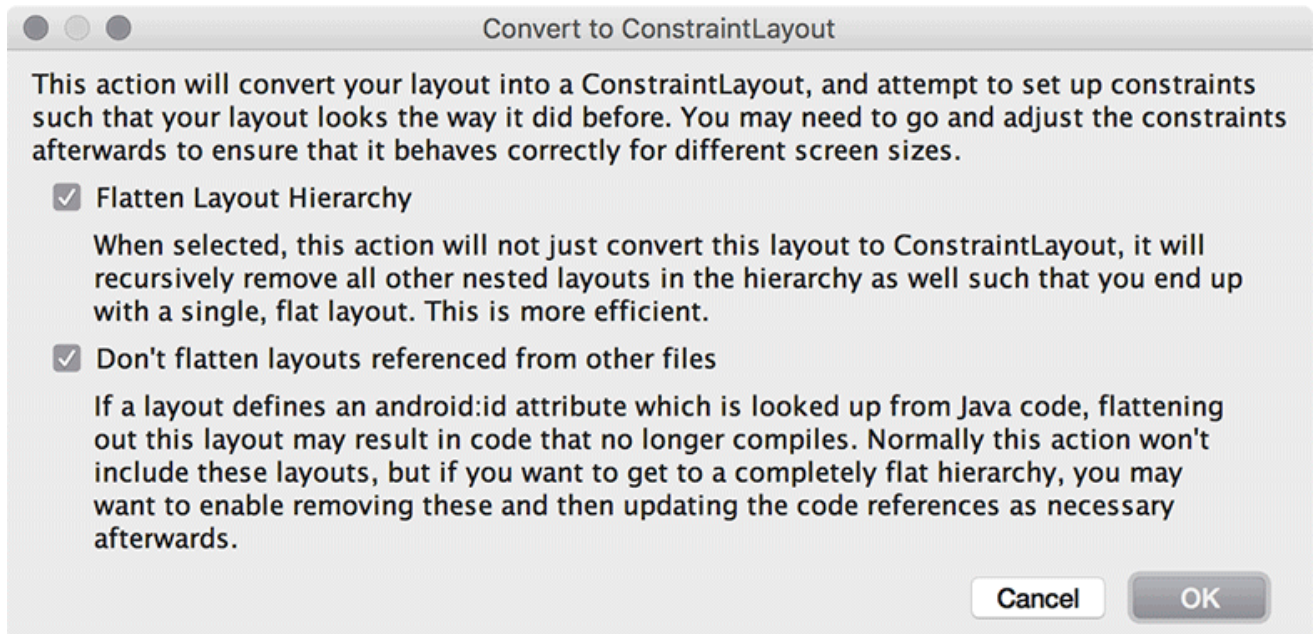 Convert to ConstraintLayout
This action will convert your layout into a ConstraintLayout, and attempt to set up constraints
such that your layout looks the way it did before. You may need to go and adjust the constraints
afterwards to ensure that it behaves correctly for different screen sizes.
Flatten Layout Hierarchy
When selected, this action will not just convert this layout to ConstraintLayout, it will
recursively remove all other nested layouts in the hierarchy as well such that you end up
with a single, flat layout. This is more efficient.
Don't flatten layouts referenced from other files
If a layout defines an android:id attribute which is looked up from Java code, flattening
out this layout may result in code that no longer compiles. Normally this action won't
include these layouts, but if you want to get to a completely flat hierarchy, you may
want to enable removing these and then updating the code references as necessary
afterwards.
Cancel OK